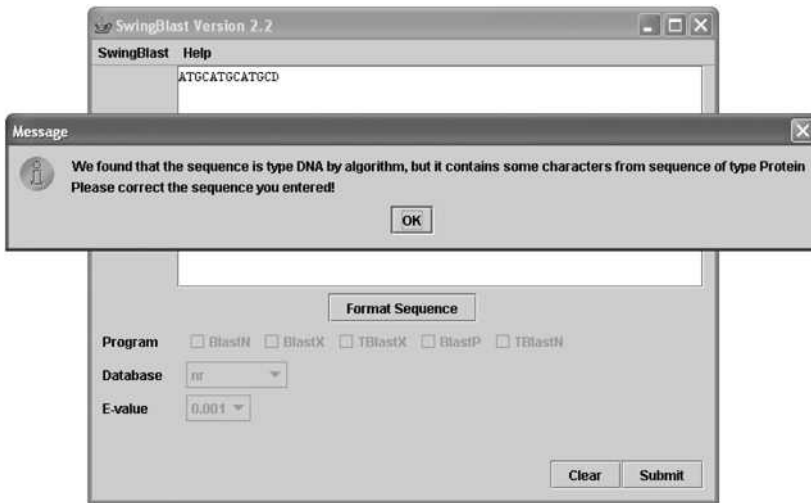 SwingBlast Version 2.2
SwingBlast Help
ATGCATGCATGCD
Message
We found that the sequence is type DNA by algorithm, but it contains some characters from sequence of type Protein
Please correct the sequence you entered!
OK
Format Sequence
Program BlastN BlastX TBlastX BlastP TBlastN
Database nr
E-value 0.001
Clear Submit